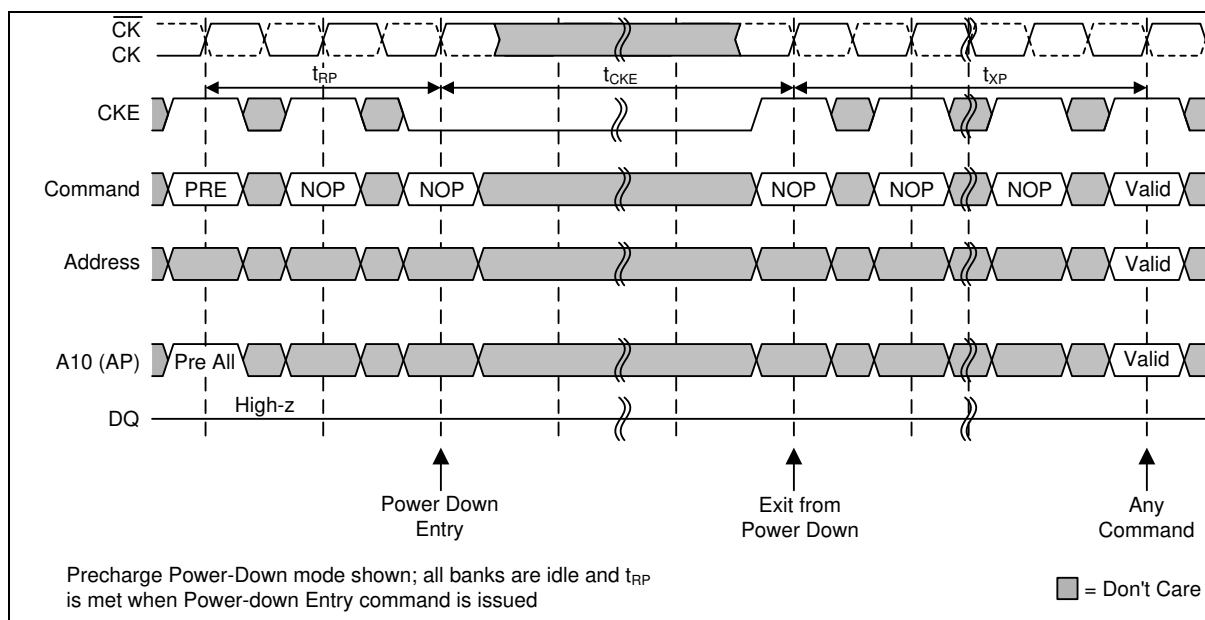 CK
CK
tRP tCKE tXP
CKE
Command PRE NOP NOP NOP NOP NOP Valid
Address Valid
A10 (AP) Pre All Valid
High-z
DQ
Power Down
Entry
Exit from
Power Down
Any
Command
Precharge Power-Down mode shown; all banks are idle and tRP
is met when Power-down Entry command is issued
= Don't Care